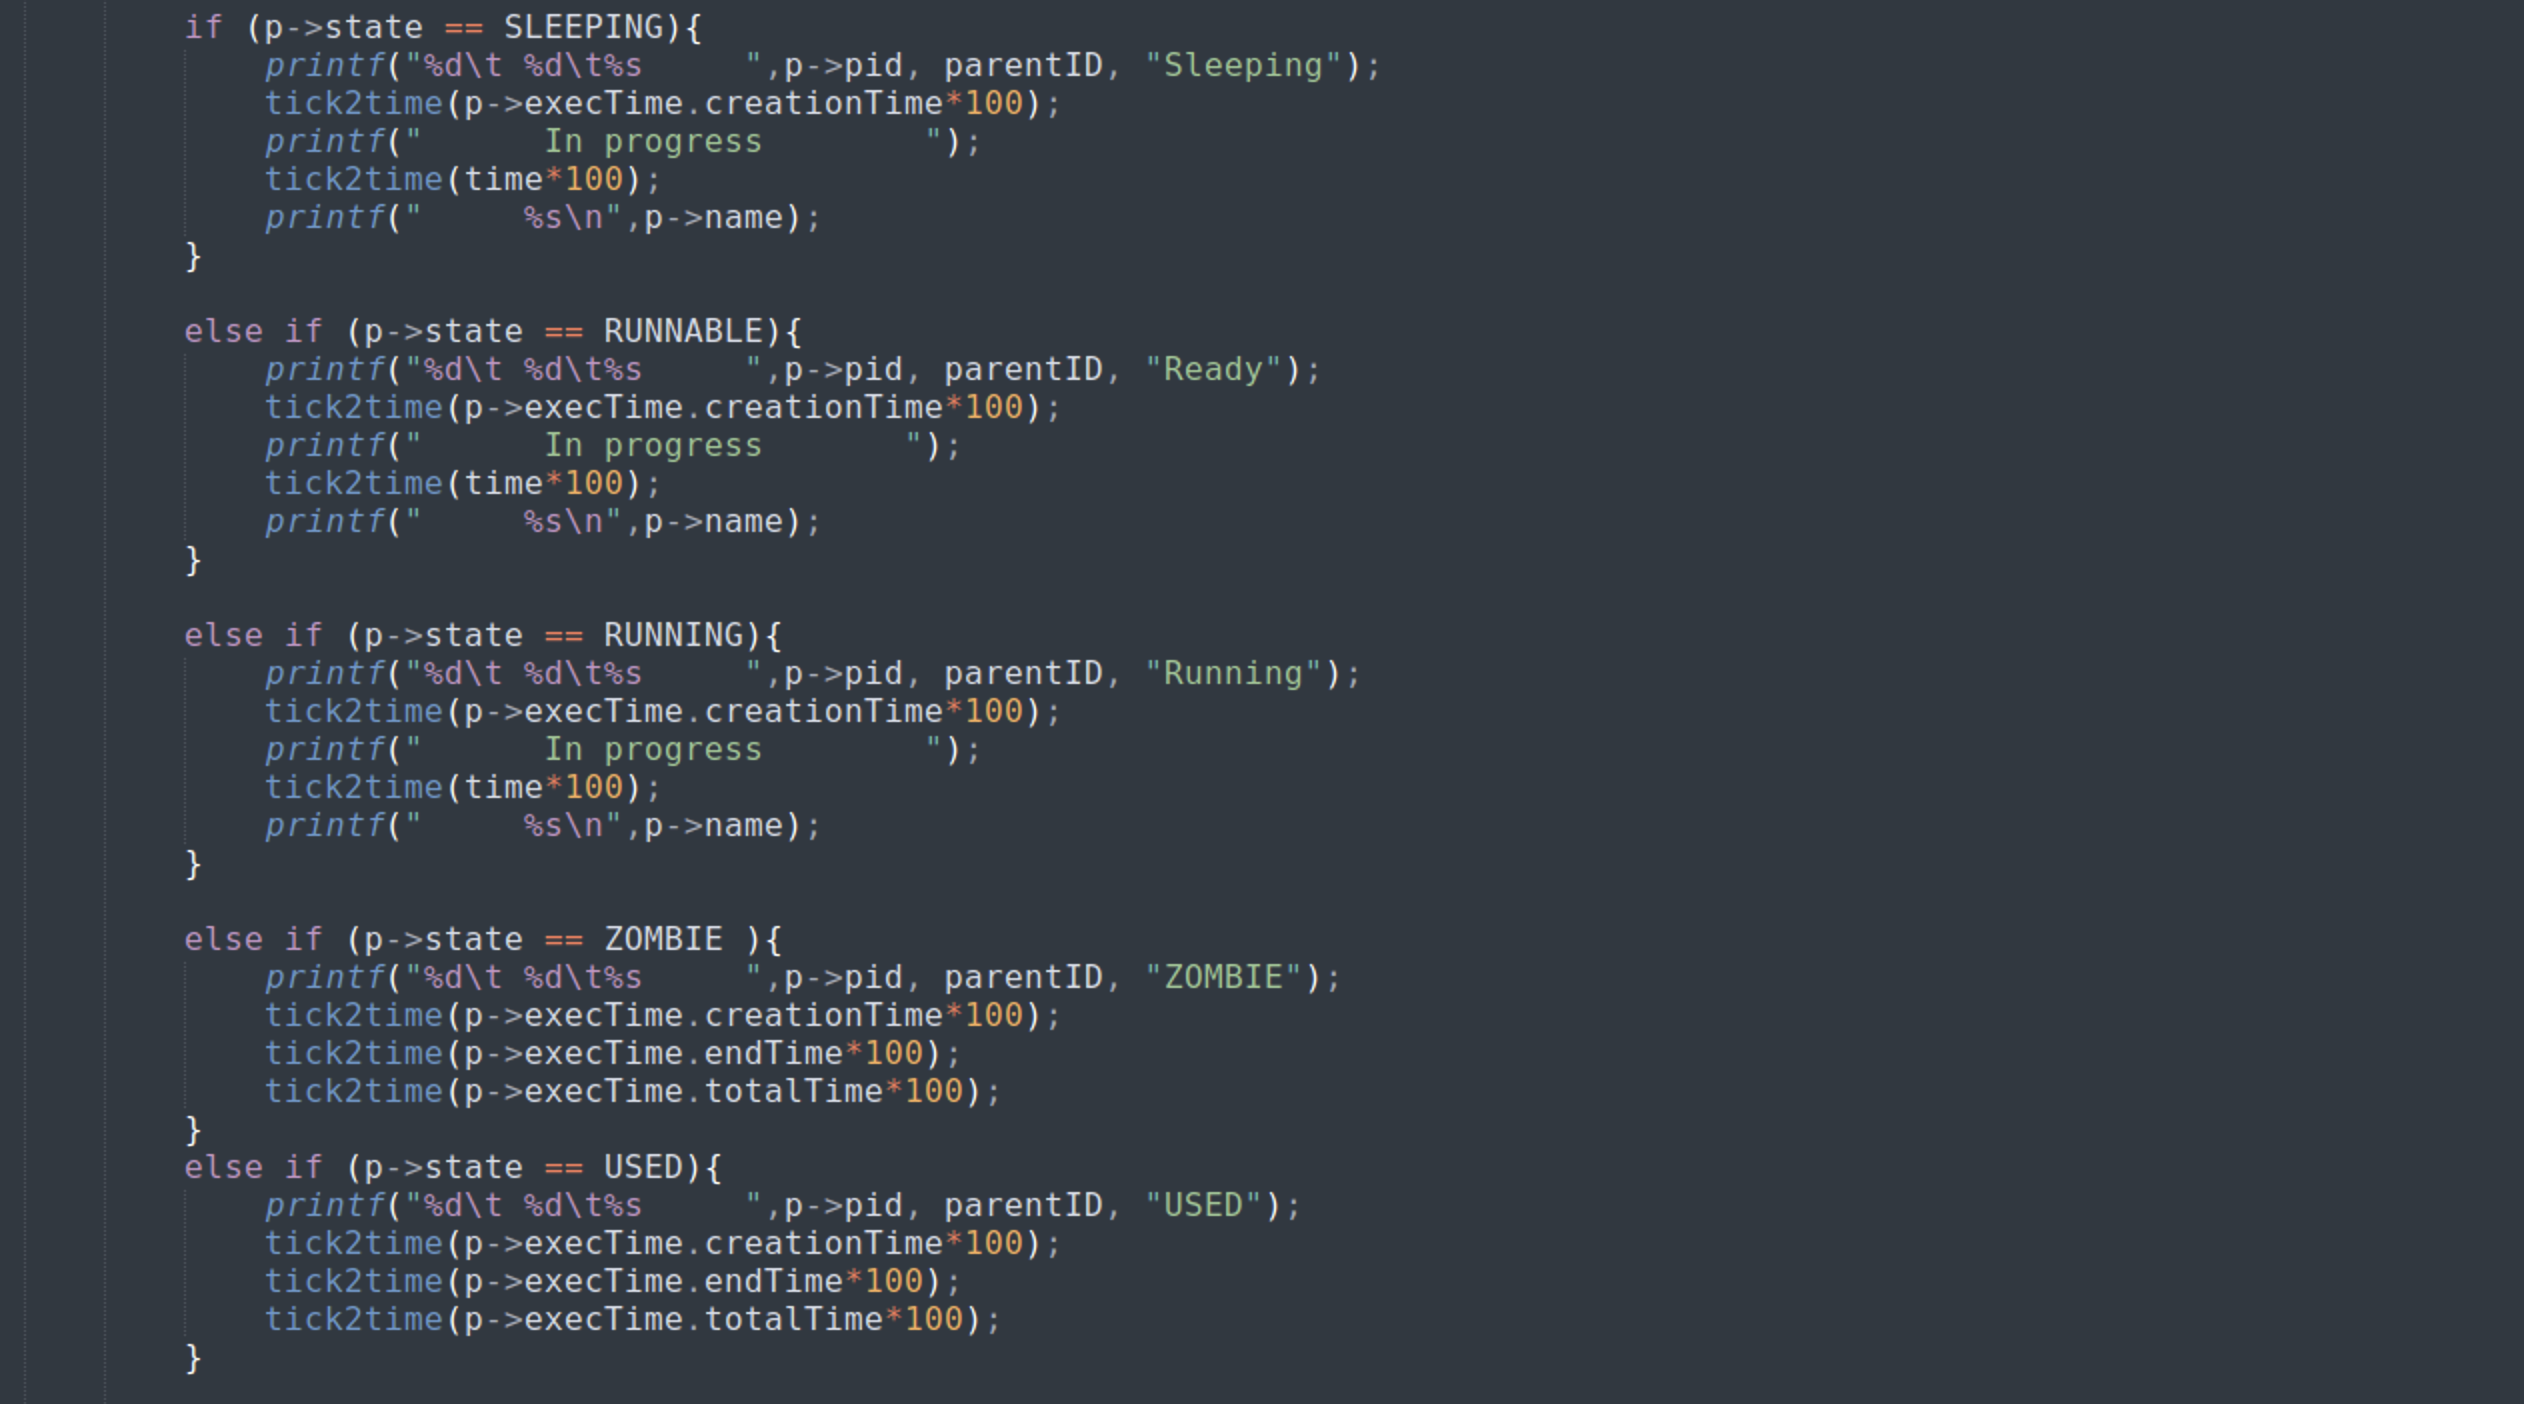 if (p->state == SLEEPING){
    printf("%d\t %d\t%s     ",p->pid, parentID, "Sleeping");
    tick2time(p->execTime.creationTime*100);
    printf("      In progress        ");
    tick2time(time*100);
    printf("     %s\n",p->name);
}
else if (p->state == RUNNABLE){
    printf("%d\t %d\t%s     ",p->pid, parentID, "Ready");
    tick2time(p->execTime.creationTime*100);
    printf("      In progress       ");
    tick2time(time*100);
    printf("     %s\n",p->name);
}
else if (p->state == RUNNING){
    printf("%d\t %d\t%s     ",p->pid, parentID, "Running");
    tick2time(p->execTime.creationTime*100);
    printf("      In progress        ");
    tick2time(time*100);
    printf("     %s\n",p->name);
}
else if (p->state == ZOMBIE ){
    printf("%d\t %d\t%s     ",p->pid, parentID, "ZOMBIE");
    tick2time(p->execTime.creationTime*100);
    tick2time(p->execTime.endTime*100);
    tick2time(p->execTime.totalTime*100);
}
else if (p->state == USED){
    printf("%d\t %d\t%s     ",p->pid, parentID, "USED");
    tick2time(p->execTime.creationTime*100);
    tick2time(p->execTime.endTime*100);
    tick2time(p->execTime.totalTime*100);
}